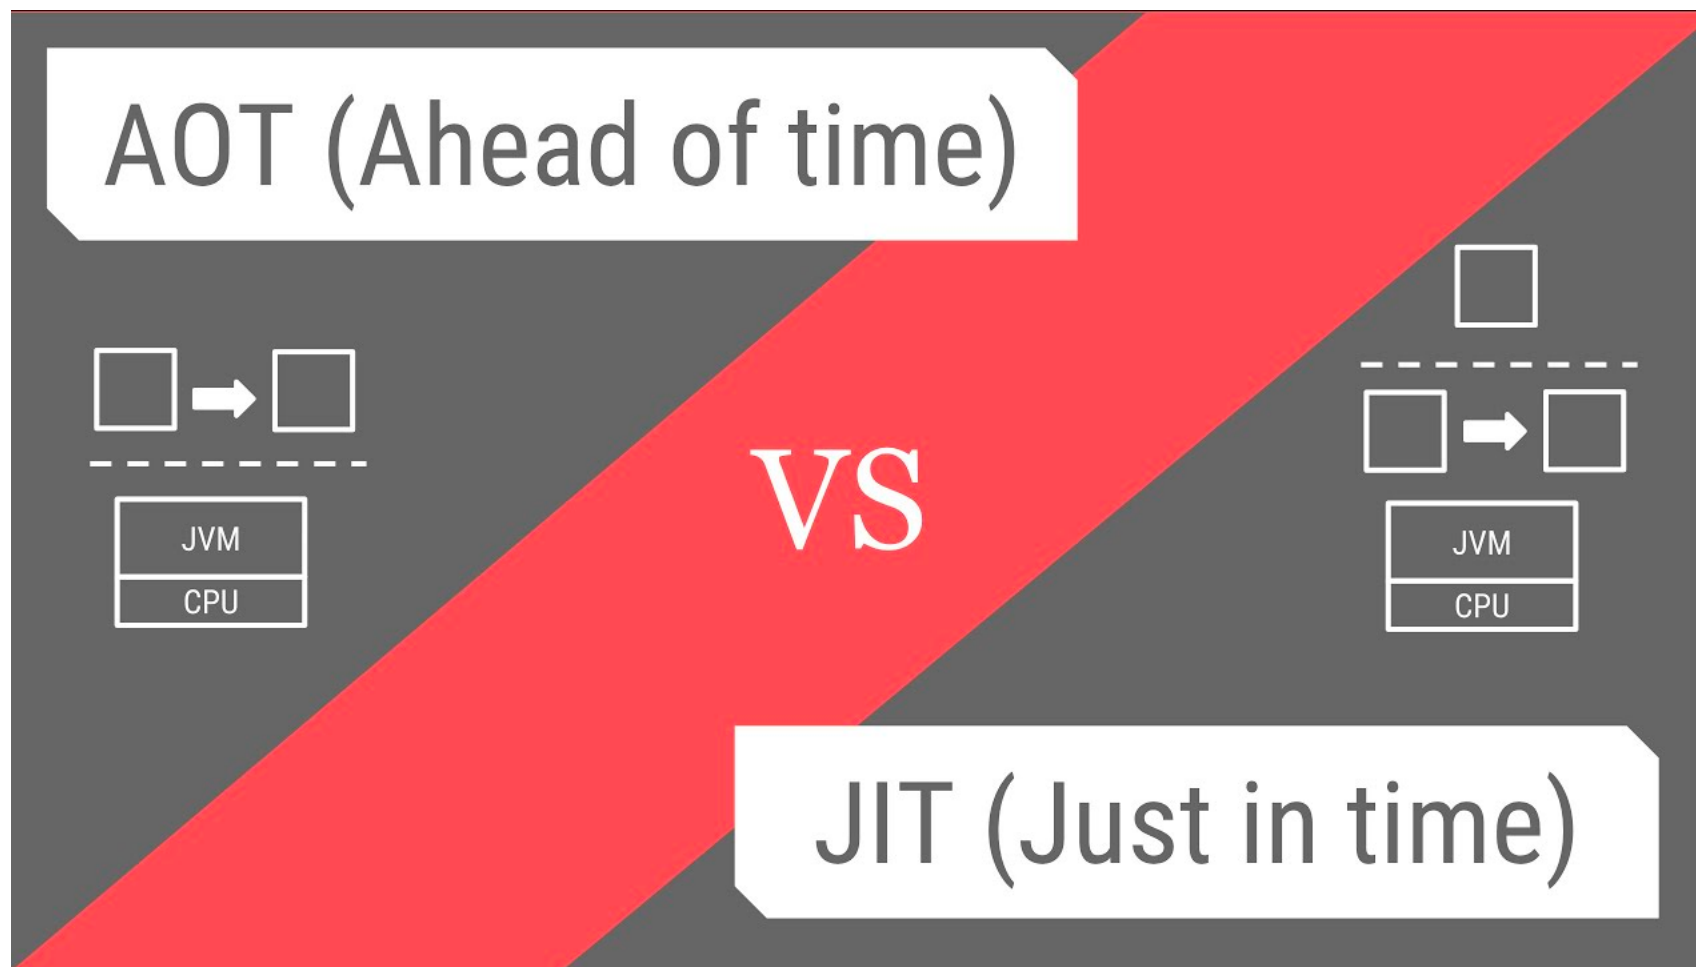 AOT (Ahead of time)
JVM
CPU
VS
JVM
CPU
JIT (Just in time)